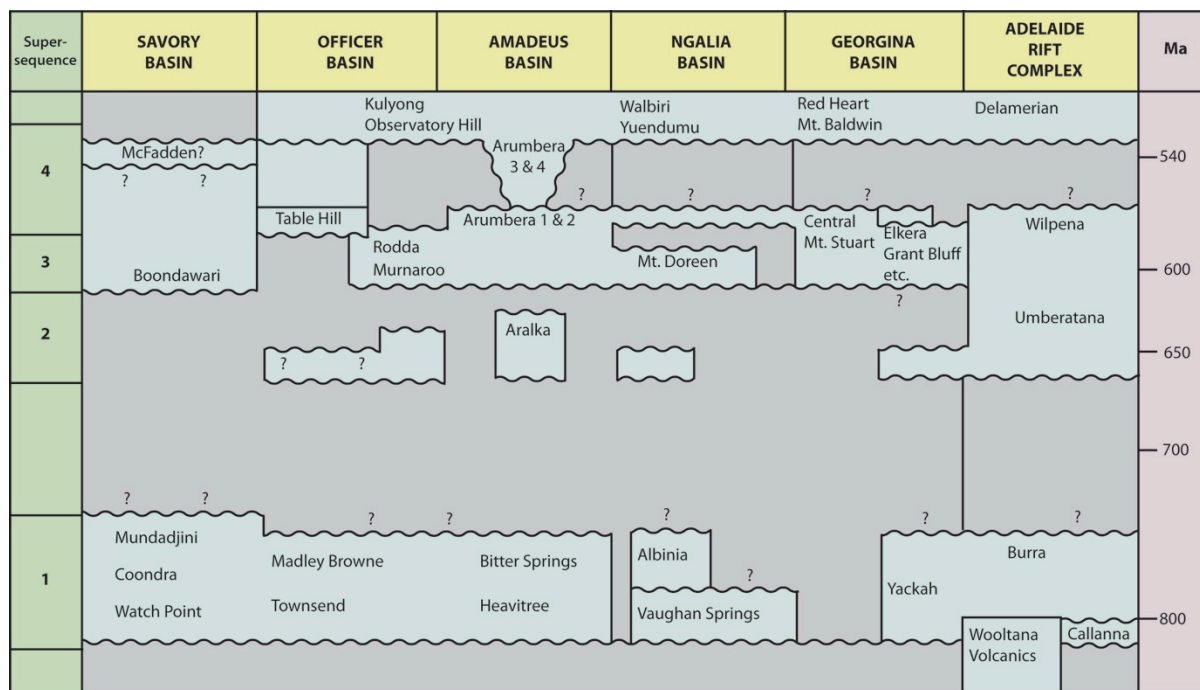 Super-
sequence
SAVORY
BASIN
OFFICER
BASIN
AMADEUS
BASIN
NGALIA
BASIN
GEORGINA
BASIN
ADELAIDE
RIFT
COMPLEX
Ma
Kulyong
Observatory Hill
Walbiri
Yuendumu
Red Heart
Mt. Baldwin
Delamerian
4
McFadden?
? ?
Arumbera
3 & 4
?
?
?
?
540
Table Hill
Arumbera 1 & 2
Central
Mt. Stuart
Elkera
Grant Bluff
etc.
Wilpena
3
Boondawari
Rodda
Murnaroo
Mt. Doreen
600
?
2
? ?
Aralka
Umberatana
650
700
? ?
?
?
?
?
?
1
Mundadjini
Coondra
Watch Point
Madley Browne
Townsend
Bitter Springs
Heavitree
Albinia
?
Vaughan Springs
Yackah
Burra
Wooltana
Volcanics
Callanna
800